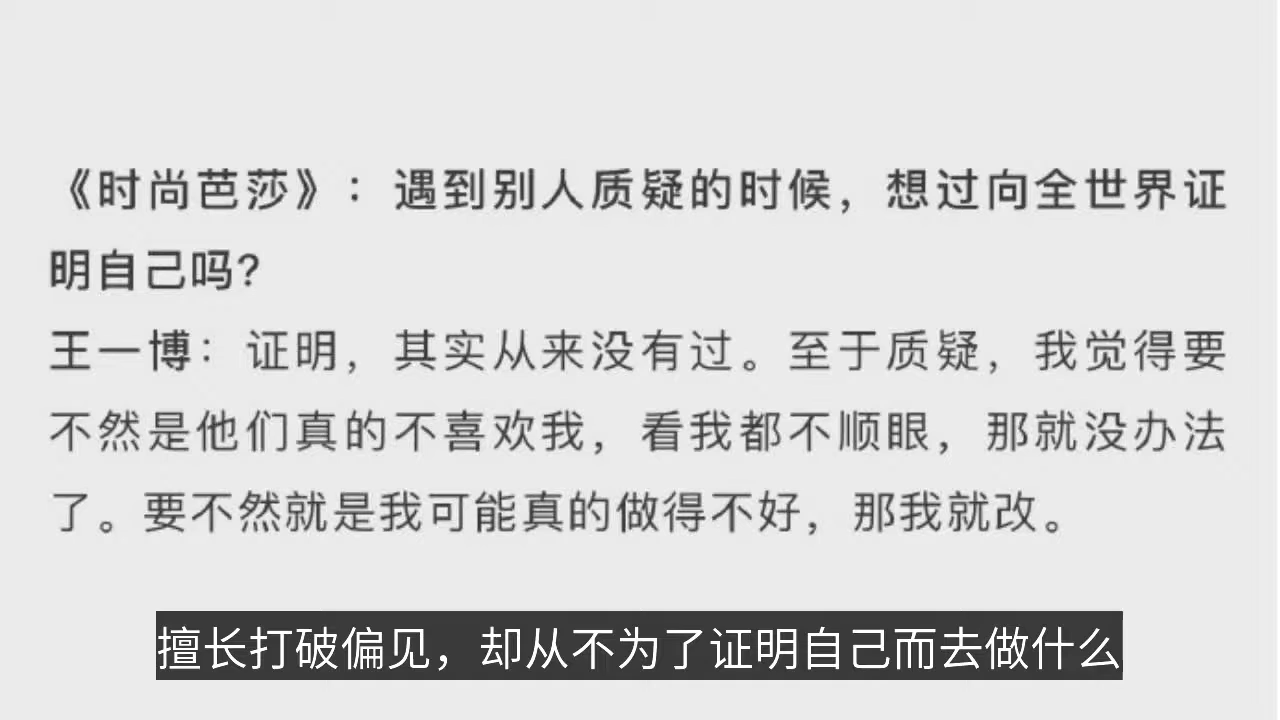 《时尚芭莎》：遇到别人质疑的时候，想过向全世界证
明自己吗?
王一博：证明，其实从来没有过。至于质疑，我觉得要
不然是他们真的不喜欢我，看我都不顺眼，那就没办法
了。要不然就是我可能真的做得不好，那我就改。
擅长打破偏见，却从不为了证明自己而去做什么